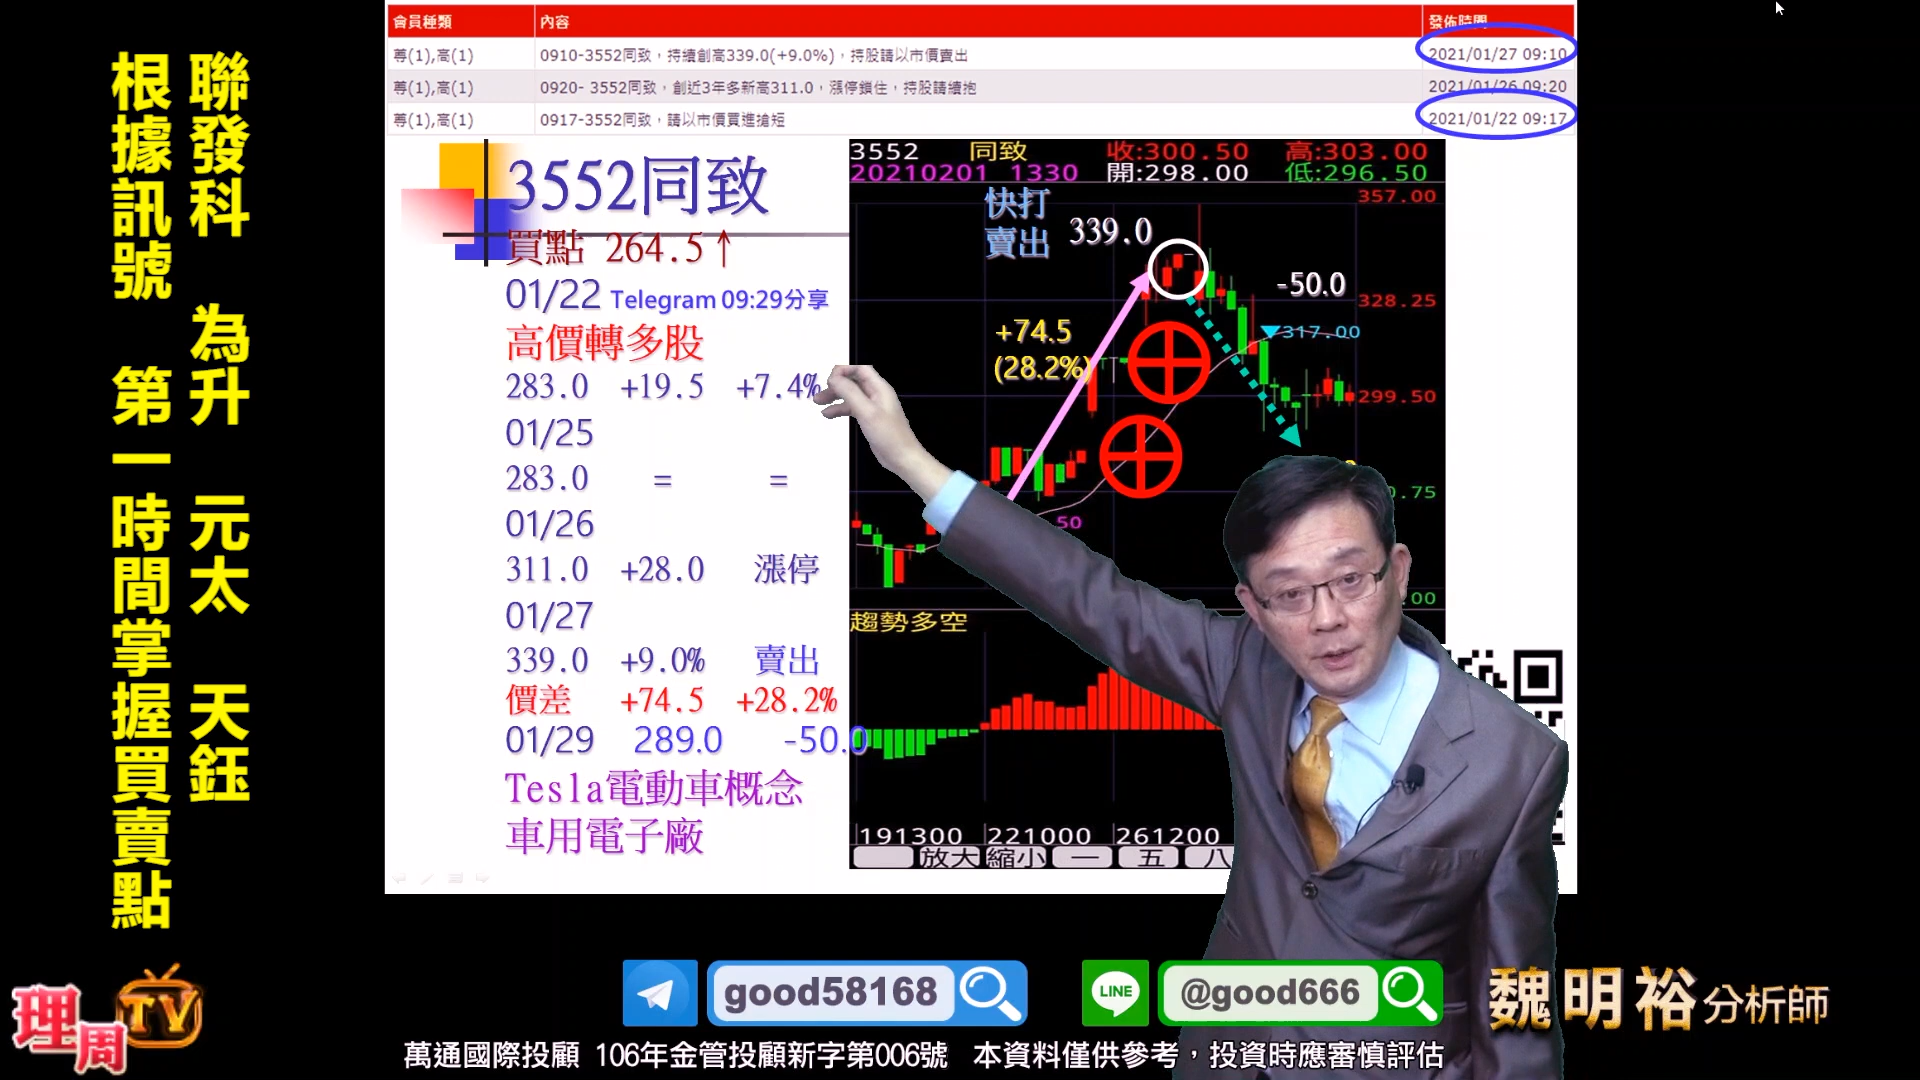 聯發科 為升 元太 天鈺
根據訊號 第一時間掌握買賣點
會員種類 內容 發佈時間
尊(1),高(1) 0910-3552同致，持續創高339.0(+9.0%)，持股請以市價賣出 2021/01/27 09:10
尊(1),高(1) 0920- 3552同致，創近3年多新高311.0，漲停鎖住，持股請續抱 2021/01/26 09:20
尊(1),高(1) 0917-3552同致，請以市價買進搶短 2021/01/22 09:17
3552同致
買點 264.5↑
01/22 Telegram 09:29分享
高價轉多股
283.0 +19.5 +7.4%
01/25
283.0 = =
01/26
311.0 +28.0 漲停
01/27
339.0 +9.0% 賣出
價差 +74.5 +28.2%
01/29 289.0 -50.0
Tesla電動車概念
車用電子廠
3552 同致 收:300.50 高:303.00
20210201 1330 開:298.00 低:296.50
357.00
快打
賣出
339.0
-50.0
328.25
317.00
+74.5
(28.2%)
299.50
0.75
50
.00
趨勢多空
191300 221000 261200
放大 縮小 一 五 八
理周TV
good58168
LINE
@good666
魏明裕分析師
萬通國際投顧 106年金管投顧新字第006號 本資料僅供參考，投資時應審慎評估